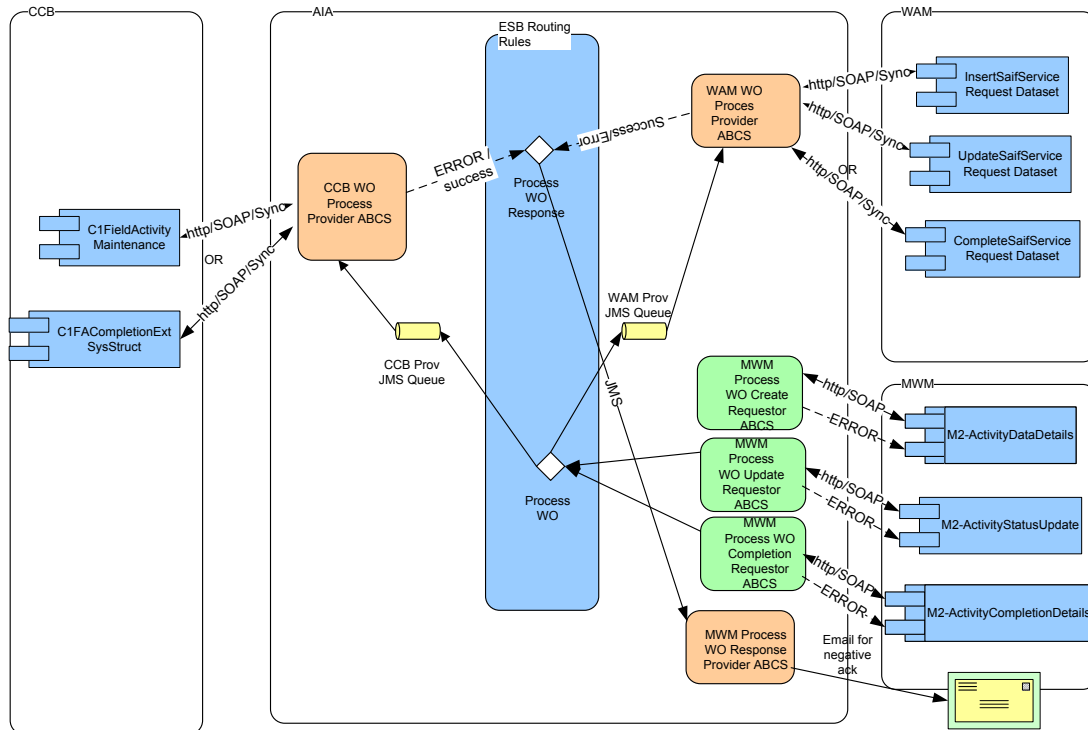 CCB
AIA
WAM
ESB Routing
Rules
WAM WO
Proces
Provider
ABCS
http/SOAP/Sync
InsertSaifService
Request Dataset
http/SOAP/Sync
UpdateSaifService
Request Dataset
OR
http/SOAP/Sync
CompleteSaifService
Request Dataset
Success/Error
ERROR /
success
Process
WO
Response
CCB WO
Process
Provider ABCS
C1FieldActivity
Maintenance
http/SOAP/Sync
OR
http/SOAP/Sync
C1FACompletionExt
SysStruct
WAM Prov
JMS Queue
CCB Prov
JMS Queue
JMS
Process
WO
MWM
MWM
Process
WO Create
Requestor
ABCS
http/SOAP
ERROR
M2-ActivityDataDetails
MWM
Process
WO Update
Requestor
ABCS
http/SOAP
ERROR
M2-ActivityStatusUpdate
MWM
Process WO
Completion
Requestor
ABCS
http/SOAP
ERROR
M2-ActivityCompletionDetails
MWM Process
WO Response
Provider ABCS
Email for
negative
ack